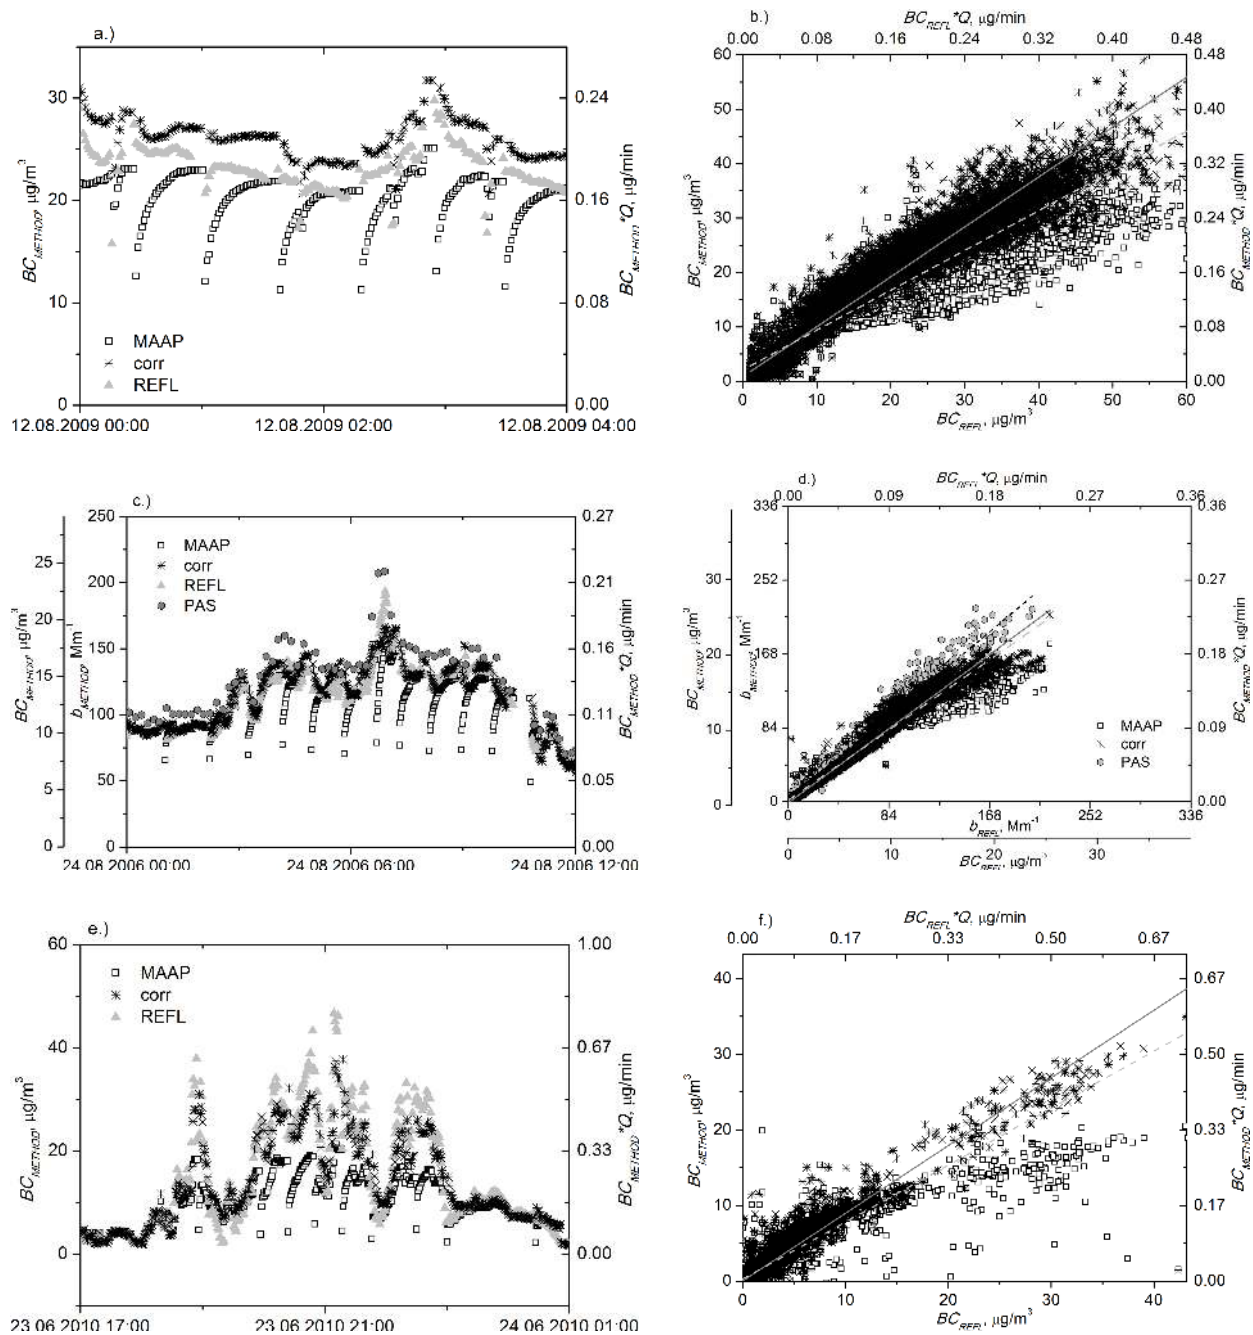 a.)
BC_METHOD, µg/m³
30
20
10
0
0.24
0.16
0.08
0.00
BC_METHOD*Q, µg/min
MAAP
corr
REFL
12.08.2009 00:00
12.08.2009 02:00
12.08.2009 04:00
b.)
BC_REFL*Q, µg/min
0.00
0.08
0.16
0.24
0.32
0.40
0.48
BC_METHOD, µg/m³
60
50
40
30
20
10
0
0.48
0.40
0.32
0.24
0.16
0.08
0.00
BC_METHOD*Q, µg/min
0
10
20
30
40
50
60
BC_REFL, µg/m³
c.)
BC_METHOD, µg/m³
25
20
15
10
5
0
b_METHOD, Mm⁻¹
250
200
150
100
50
0
0.27
0.21
0.16
0.11
0.05
0.00
BC_METHOD*Q, µg/min
MAAP
corr
REFL
PAS
24 08 2006 00:00
24 08 2006 06:00
24 08 2006 12:00
d.)
BC_REFL*Q, µg/min
0.00
0.09
0.18
0.27
0.36
BC_METHOD, µg/m³
30
20
10
0
b_METHOD, Mm⁻¹
336
252
168
84
0
0.36
0.27
0.18
0.09
0.00
BC_METHOD*Q, µg/min
MAAP
corr
PAS
0
84
168
252
336
b_REFL, Mm⁻¹
0
10
20
30
BC_REFL, µg/m³
e.)
BC_METHOD, µg/m³
60
50
40
30
20
10
0
1.00
0.67
0.33
0.00
BC_METHOD*Q, µg/min
MAAP
corr
REFL
23 06 2010 17:00
23 06 2010 21:00
24 06 2010 01:00
f.)
BC_REFL*Q, µg/min
0.00
0.17
0.33
0.50
0.67
BC_METHOD, µg/m³
40
30
20
10
0
0.67
0.50
0.33
0.17
0.00
BC_METHOD*Q, µg/min
0
10
20
30
40
BC_REFL, µg/m³